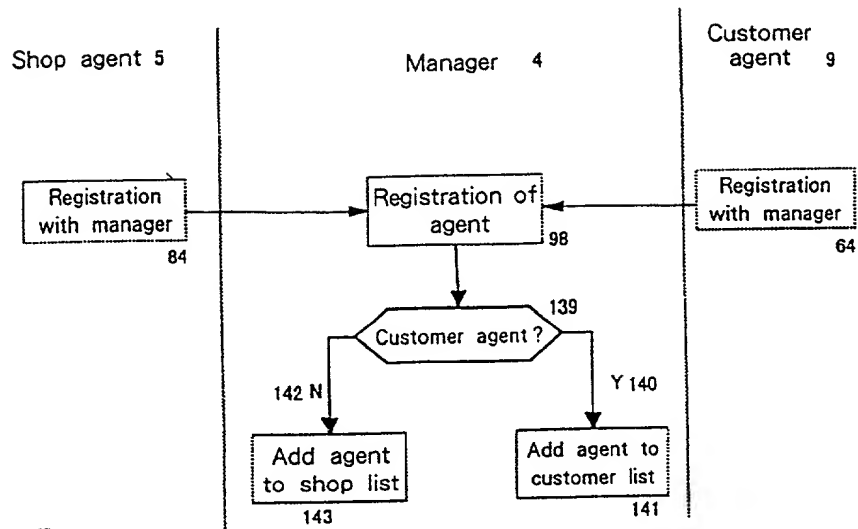 Shop agent 5
Manager 4
Customer
agent 9
Registration
with manager
84
Registration of
agent
98
Registration
with manager
64
139
Customer agent?
142 N
Y 140
Add agent
to shop list
143
Add agent to
customer list
141